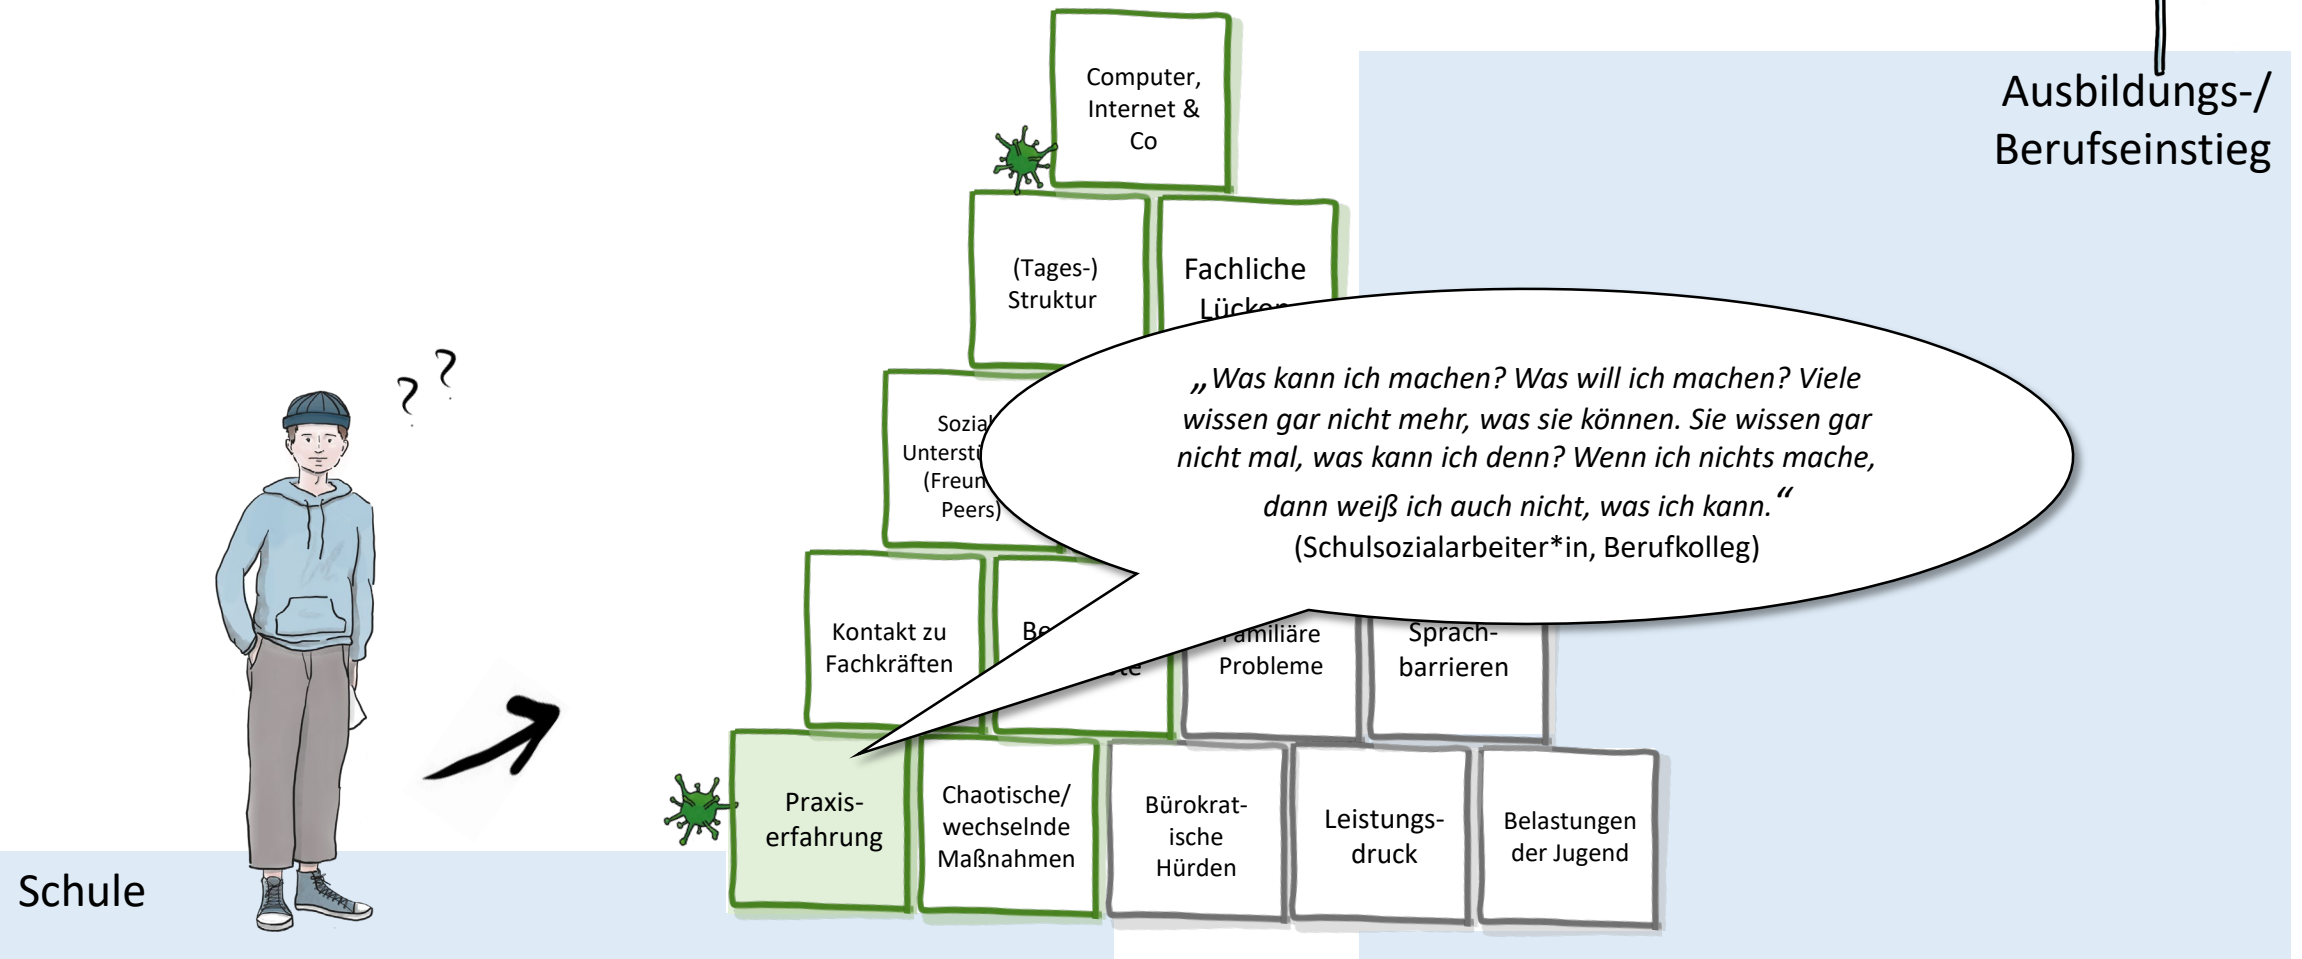 Computer,
Internet &
Co
Ausbildungs-/
Berufseinstieg
(Tages-)
Struktur
Fachliche
„Was kann ich machen? Was will ich machen? Viele
wissen gar nicht mehr, was sie können. Sie wissen gar
nicht mal, was kann ich denn? Wenn ich nichts mache,
dann weiß ich auch nicht, was ich kann.“
(Schulsozialarbeiter*in, Berufkolleg)
? ?
Peers)
Kontakt zu
Fachkräften
Familiäre
Probleme
Sprach-
barrieren
Praxis-
erfahrung
Chaotische/
wechselnde
Maßnahmen
Bürokrat-
ische
Hürden
Leistungs-
druck
Belastungen
der Jugend
Schule